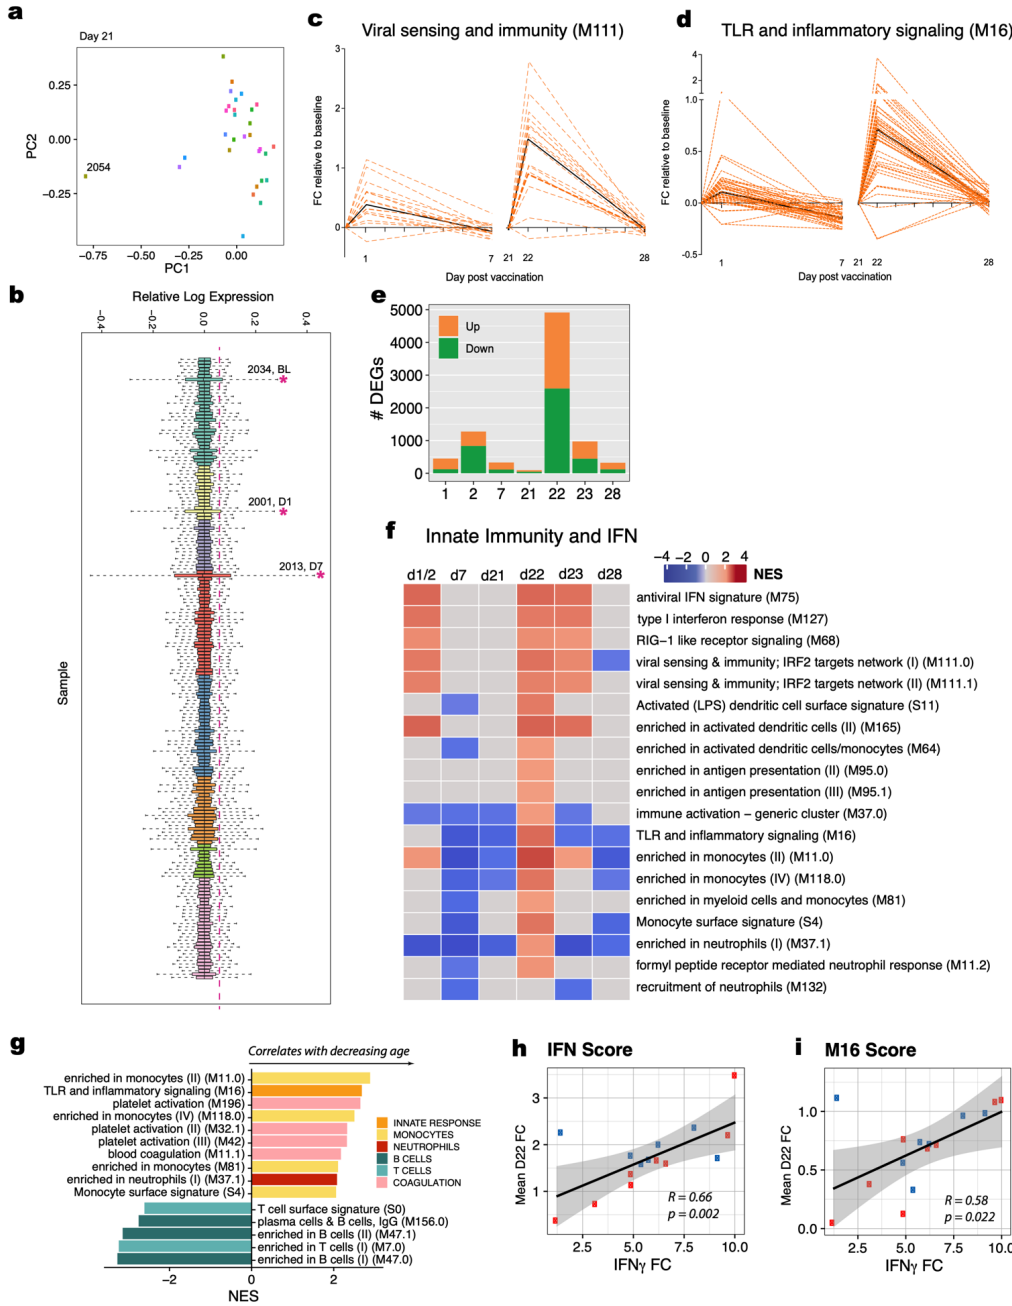 a
Day 21
0.25
0.00
−0.25
PC2
2054
−0.75
−0.50
−0.25
0.00
PC1
c
Viral sensing and immunity (M111)
3
2
1
0
FC relative to baseline
1
7
21
22
28
Day post vaccination
d
TLR and inflammatory signaling (M16)
4
2
1.0
0.5
0.0
−0.5
FC relative to baseline
1
7
21
22
28
Day post vaccination
b
Relative Log Expression
−0.4
−0.2
0.0
0.2
0.4
2034, BL
*
2001, D1
*
2013, D7
*
Sample
e
5000
4000
3000
2000
1000
0
# DEGs
Up
Down
1
2
7
21
22
23
28
f
Innate Immunity and IFN
d1/2
d7
d21
d22
d23
d28
−4 −2 0 2 4
NES
antiviral IFN signature (M75)
type I interferon response (M127)
RIG−1 like receptor signaling (M68)
viral sensing & immunity; IRF2 targets network (I) (M111.0)
viral sensing & immunity; IRF2 targets network (II) (M111.1)
Activated (LPS) dendritic cell surface signature (S11)
enriched in activated dendritic cells (II) (M165)
enriched in activated dendritic cells/monocytes (M64)
enriched in antigen presentation (II) (M95.0)
enriched in antigen presentation (III) (M95.1)
immune activation − generic cluster (M37.0)
TLR and inflammatory signaling (M16)
enriched in monocytes (II) (M11.0)
enriched in monocytes (IV) (M118.0)
enriched in myeloid cells and monocytes (M81)
Monocyte surface signature (S4)
enriched in neutrophils (I) (M37.1)
formyl peptide receptor mediated neutrophil response (M11.2)
recruitment of neutrophils (M132)
g
Correlates with decreasing age
enriched in monocytes (II) (M11.0)
TLR and inflammatory signaling (M16)
platelet activation (M196)
enriched in monocytes (IV) (M118.0)
platelet activation (II) (M32.1)
platelet activation (III) (M42)
blood coagulation (M11.1)
enriched in monocytes (M81)
enriched in neutrophils (I) (M37.1)
Monocyte surface signature (S4)
T cell surface signature (S0)
plasma cells & B cells, IgG (M156.0)
enriched in B cells (II) (M47.1)
enriched in T cells (I) (M7.0)
enriched in B cells (I) (M47.0)
INNATE RESPONSE
MONOCYTES
NEUTROPHILS
B CELLS
T CELLS
COAGULATION
−2
0
2
NES
h
IFN Score
3
2
1
Mean D22 FC
R = 0.66
p = 0.002
2.5
5.0
7.5
10.0
IFNγ FC
i
M16 Score
1.0
0.5
0.0
Mean D22 FC
R = 0.58
p = 0.022
2.5
5.0
7.5
10.0
IFNγ FC